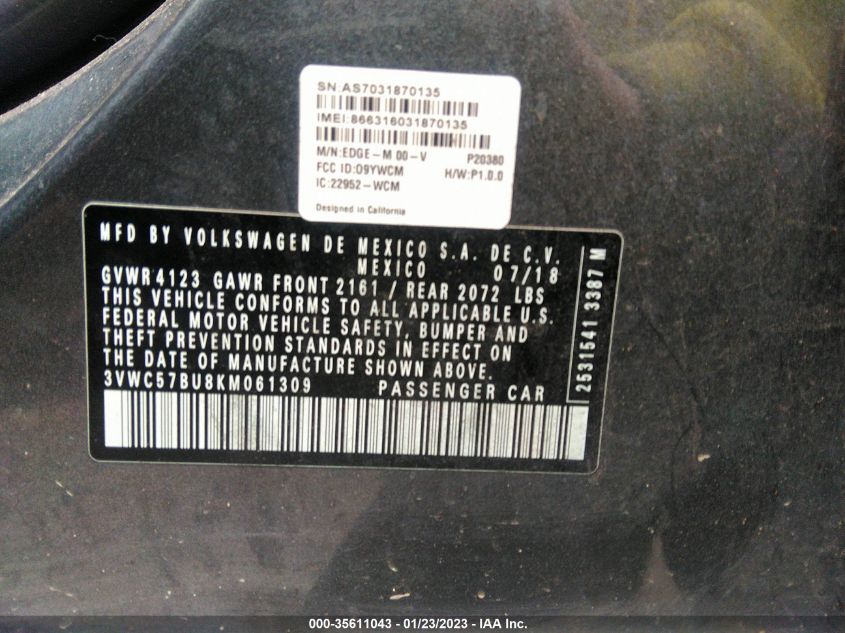 SN:AS7031870135
IMEI:866316031870135
M/N:EDGE-M 00-V P20380
FCC ID:O9YWCM H/W:P1.0.0
IC:22952-WCM
Designed in California
MFD BY VOLKSWAGEN DE MEXICO S.A. DE C.V.
MEXICO 07/18
GVWR 4123 GAWR FRONT 2161 / REAR 2072 LBS
THIS VEHICLE CONFORMS TO ALL APPLICABLE U.S.
FEDERAL MOTOR VEHICLE SAFETY, BUMPER AND
THEFT PREVENTION STANDARDS IN EFFECT ON
THE DATE OF MANUFACTURE SHOWN ABOVE.
3VWC57BU8KM061309 PASSENGER CAR
2531541 3387 M
000-35611043 - 01/23/2023 - IAA Inc.